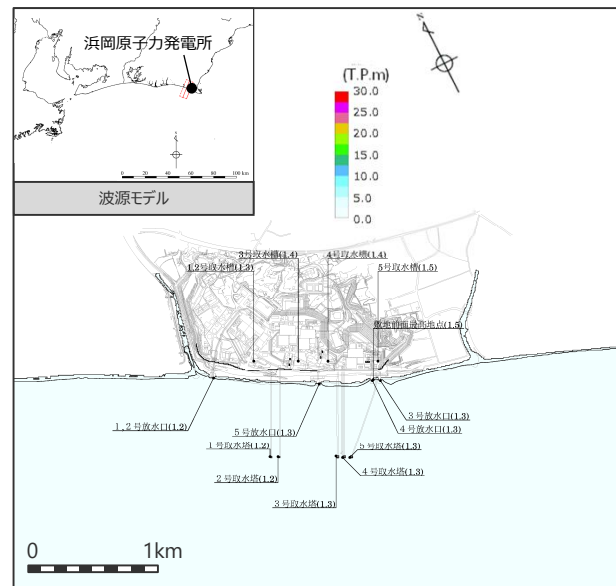 浜岡原子力発電所
0 20 40 60 80 100 km
波源モデル
(T.P.m)
30.0
25.0
20.0
15.0
10.0
5.0
0.0
3号取水槽(1.4)
4号取水槽(1.4)
1,2号取水槽(1.3)
5号取水槽(1.5)
敷地前面最高地点(1.5)
1,2号放水口(1.2)
5号放水口(1.3)
3号放水口(1.3)
4号放水口(1.3)
1号取水塔(1.2)
5号取水塔(1.3)
2号取水塔(1.2)
4号取水塔(1.3)
3号取水塔(1.3)
0 1km